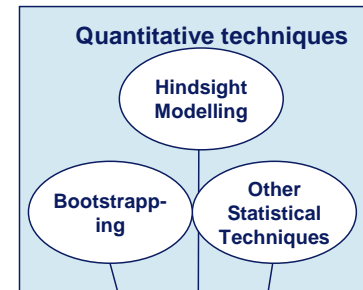 Quantitative techniques
Hindsight
Modelling
Bootstrapp-
ing
Other
Statistical
Techniques